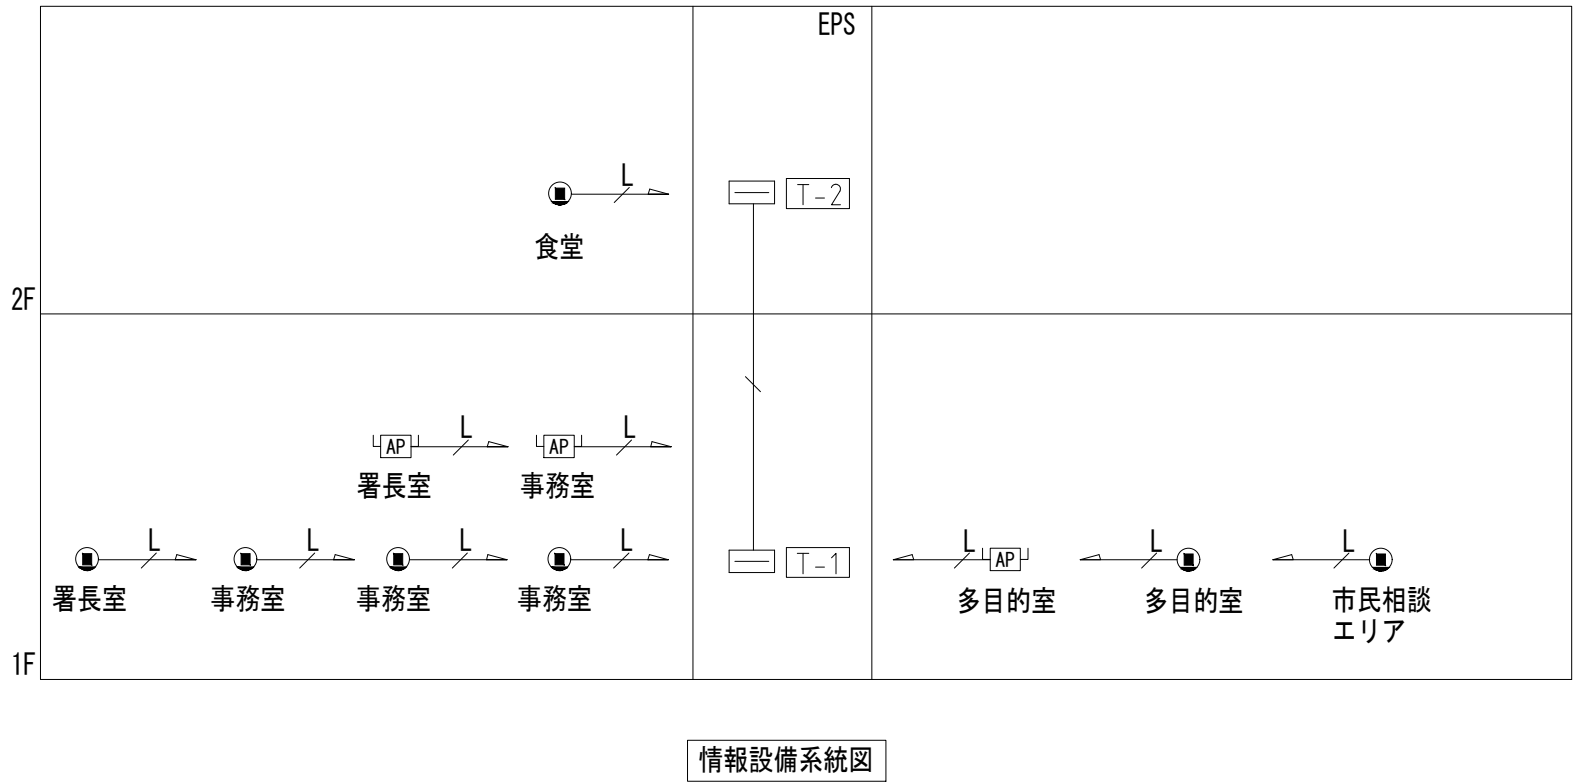 EPS
L
T-2
食堂
2F
L
L
AP
AP
署長室
事務室
L
L
L
L
T-1
L
AP
L
L
署長室
事務室
事務室
事務室
多目的室
多目的室
市民相談
エリア
1F
情報設備系統図